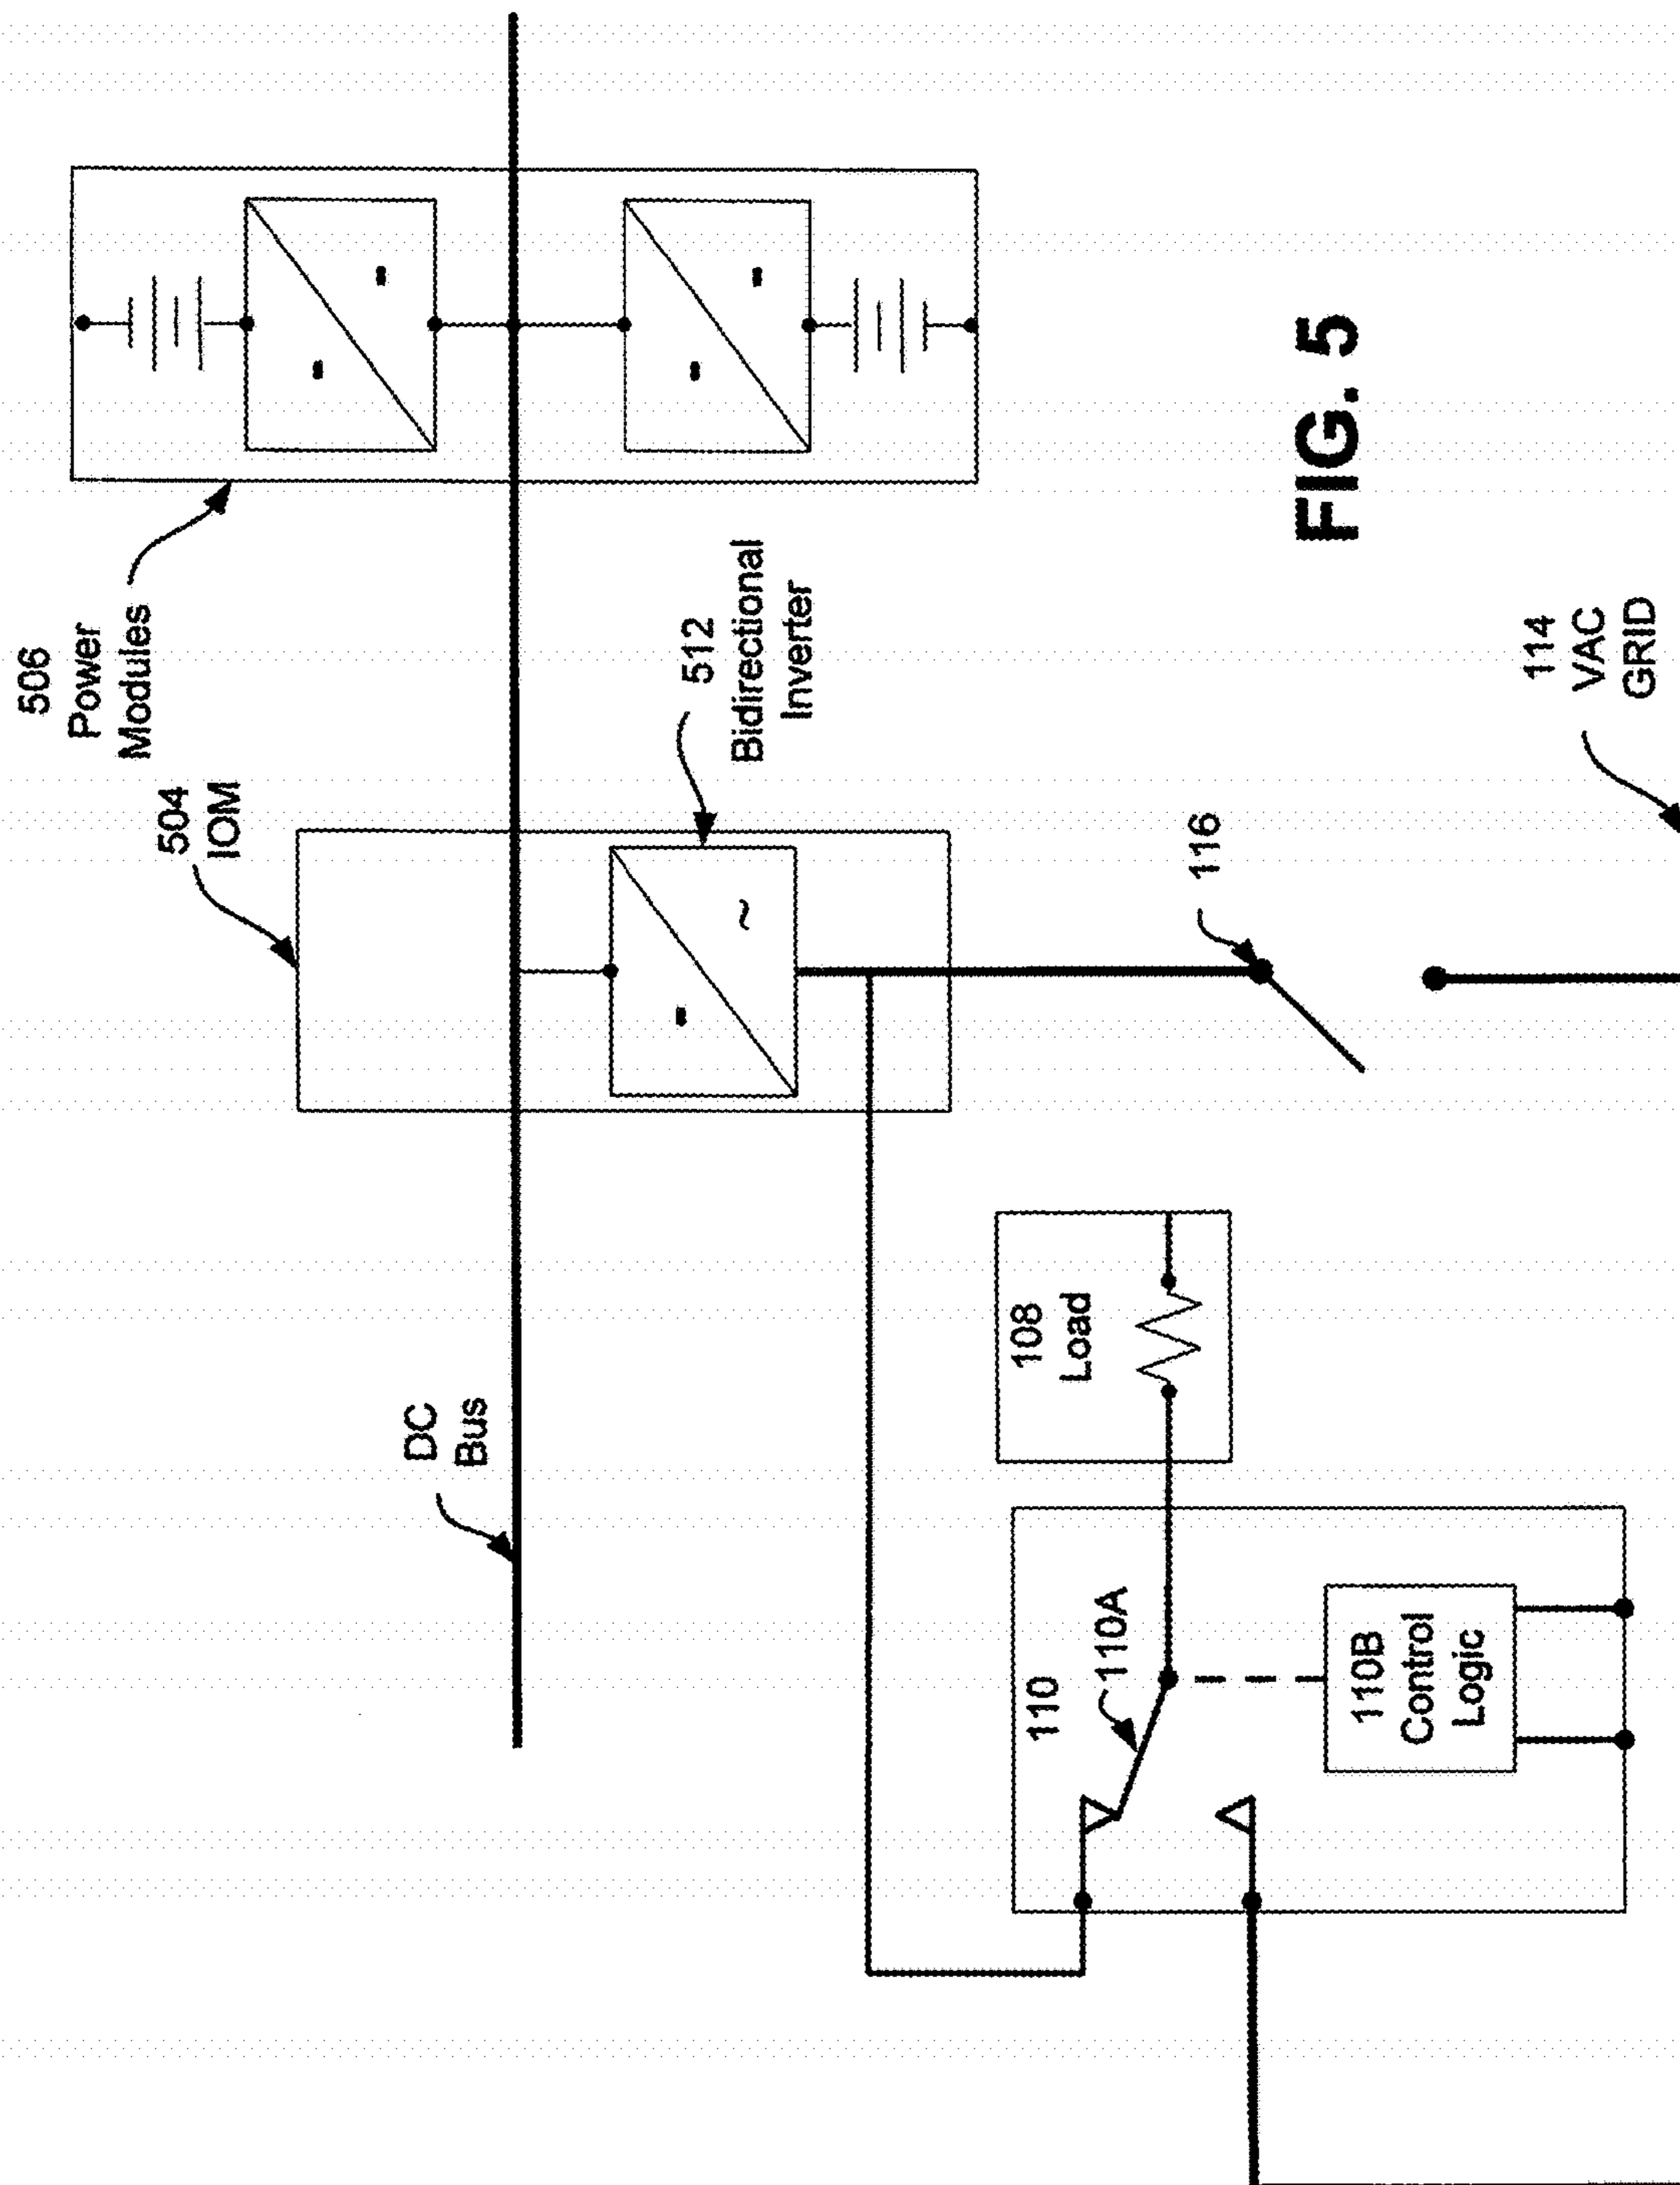 506
Power
Modules
504
IOM
512
Bidirectional
Inverter
DC
Bus
116
114
VAC
GRID
108
Load
110
110A
110B
Control
Logic
FIG. 5